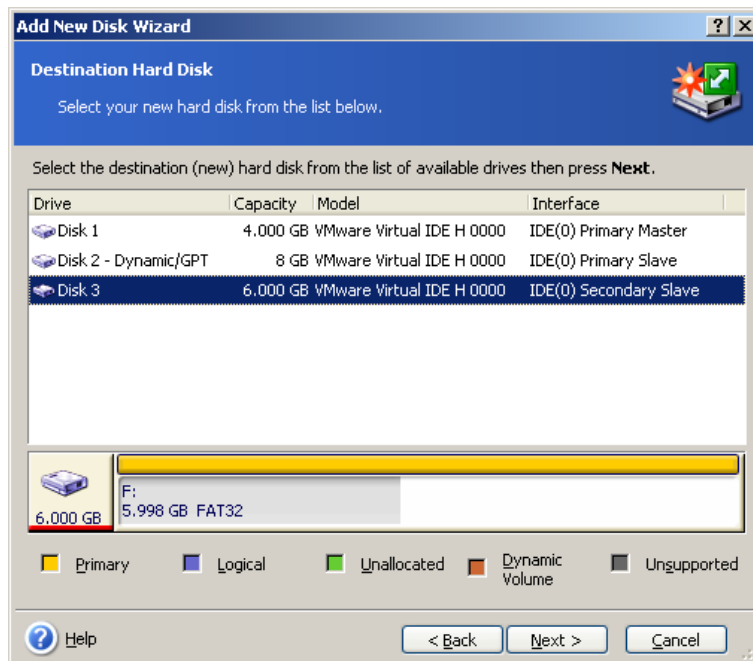 Add New Disk Wizard
Destination Hard Disk
Select your new hard disk from the list below.
Select the destination (new) hard disk from the list of available drives then press Next.
Drive Capacity Model Interface
Disk 1 4.000 GB VMware Virtual IDE H 0000 IDE(0) Primary Master
Disk 2 - Dynamic/GPT 8 GB VMware Virtual IDE H 0000 IDE(0) Primary Slave
Disk 3 6.000 GB VMware Virtual IDE H 0000 IDE(0) Secondary Slave
F:
6.000 GB 5.998 GB FAT32
Primary Logical Unallocated Dynamic Volume Unsupported
Help < Back Next > Cancel